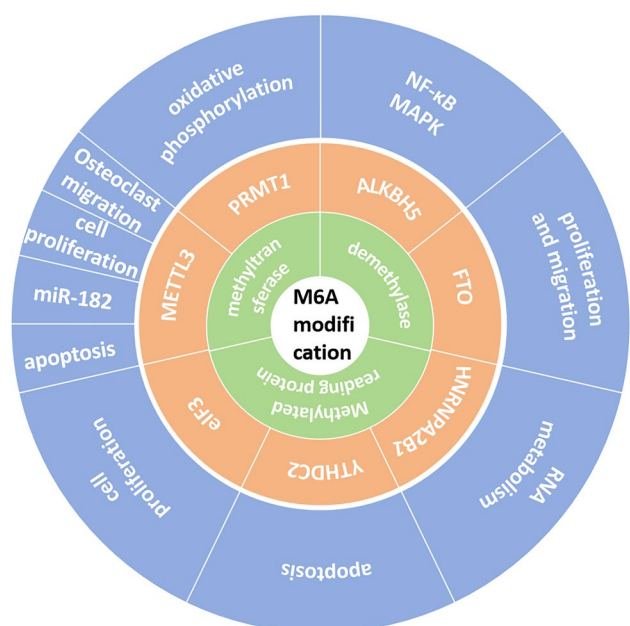 M6A
modifi
cation
demethylase
Methylated
reading protein
methyltran
sferase
ALKBH5
FTO
HNRNPA2B1
YTHDC2
eIF3
METTL3
PRMT1
NF-κB
MAPK
proliferation
and migration
RNA
metabolism
apoptosis
cell
proliferation
apoptosis
miR-182
cell
proliferation
Osteoclast
migration
oxidative
phosphorylation